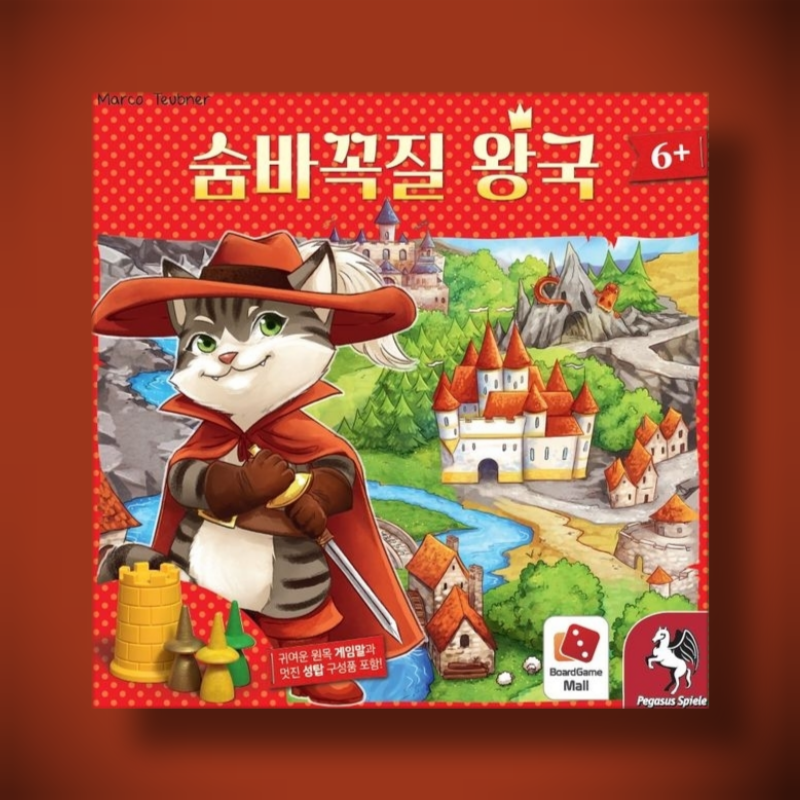 Marco Teubner
숨바꼭질 왕국
6+
귀여운 원목 게임말과
멋진 성탑 구성품 포함!
BoardGame
Mall
Pegasus Spiele